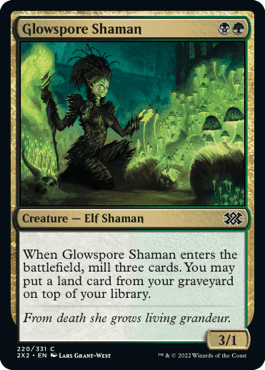 Glowspore Shaman
Creature — Elf Shaman
When Glowspore Shaman enters the
battlefield, mill three cards. You may
put a land card from your graveyard
on top of your library.
From death she grows living grandeur.
3/1
220/331 C
2X2 • EN Lars Grant-West
™ & © 2022 Wizards of the Coast